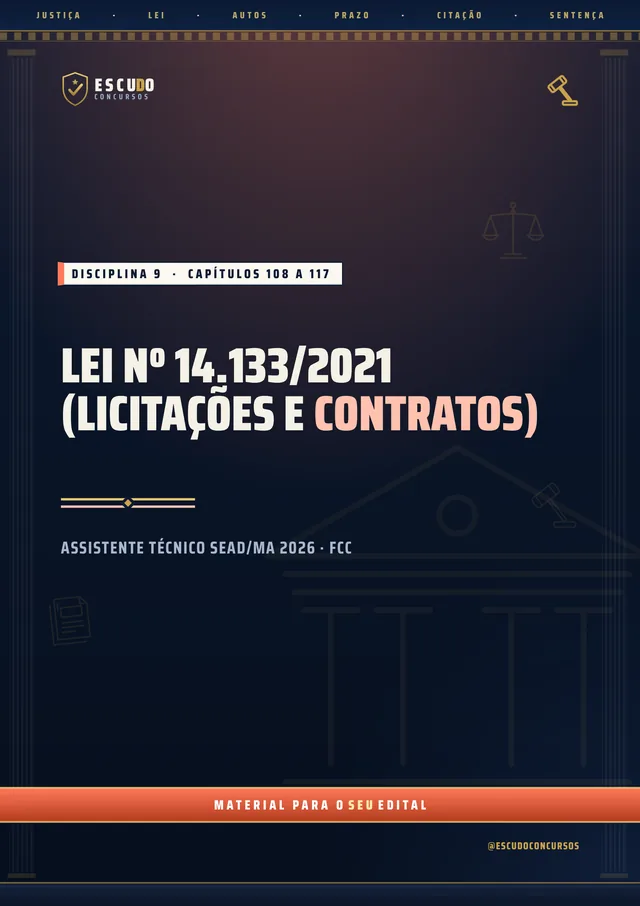 JUSTIÇA · LEI · AUTOS · PRAZO · CITAÇÃO · SENTENÇA
ESCUDO
CONCURSOS
DISCIPLINA 9 · CAPÍTULOS 108 A 117
LEI Nº 14.133/2021
(LICITAÇÕES E CONTRATOS)
ASSISTENTE TÉCNICO SEAD/MA 2026 · FCC
MATERIAL PARA O SEU EDITAL
@ESCUDOCONCURSOS